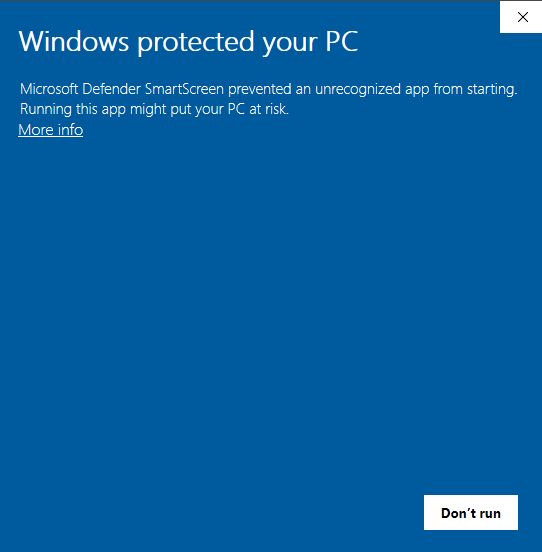 Windows protected your PC
Microsoft Defender SmartScreen prevented an unrecognized app from starting.
Running this app might put your PC at risk.
More info
Don’t run